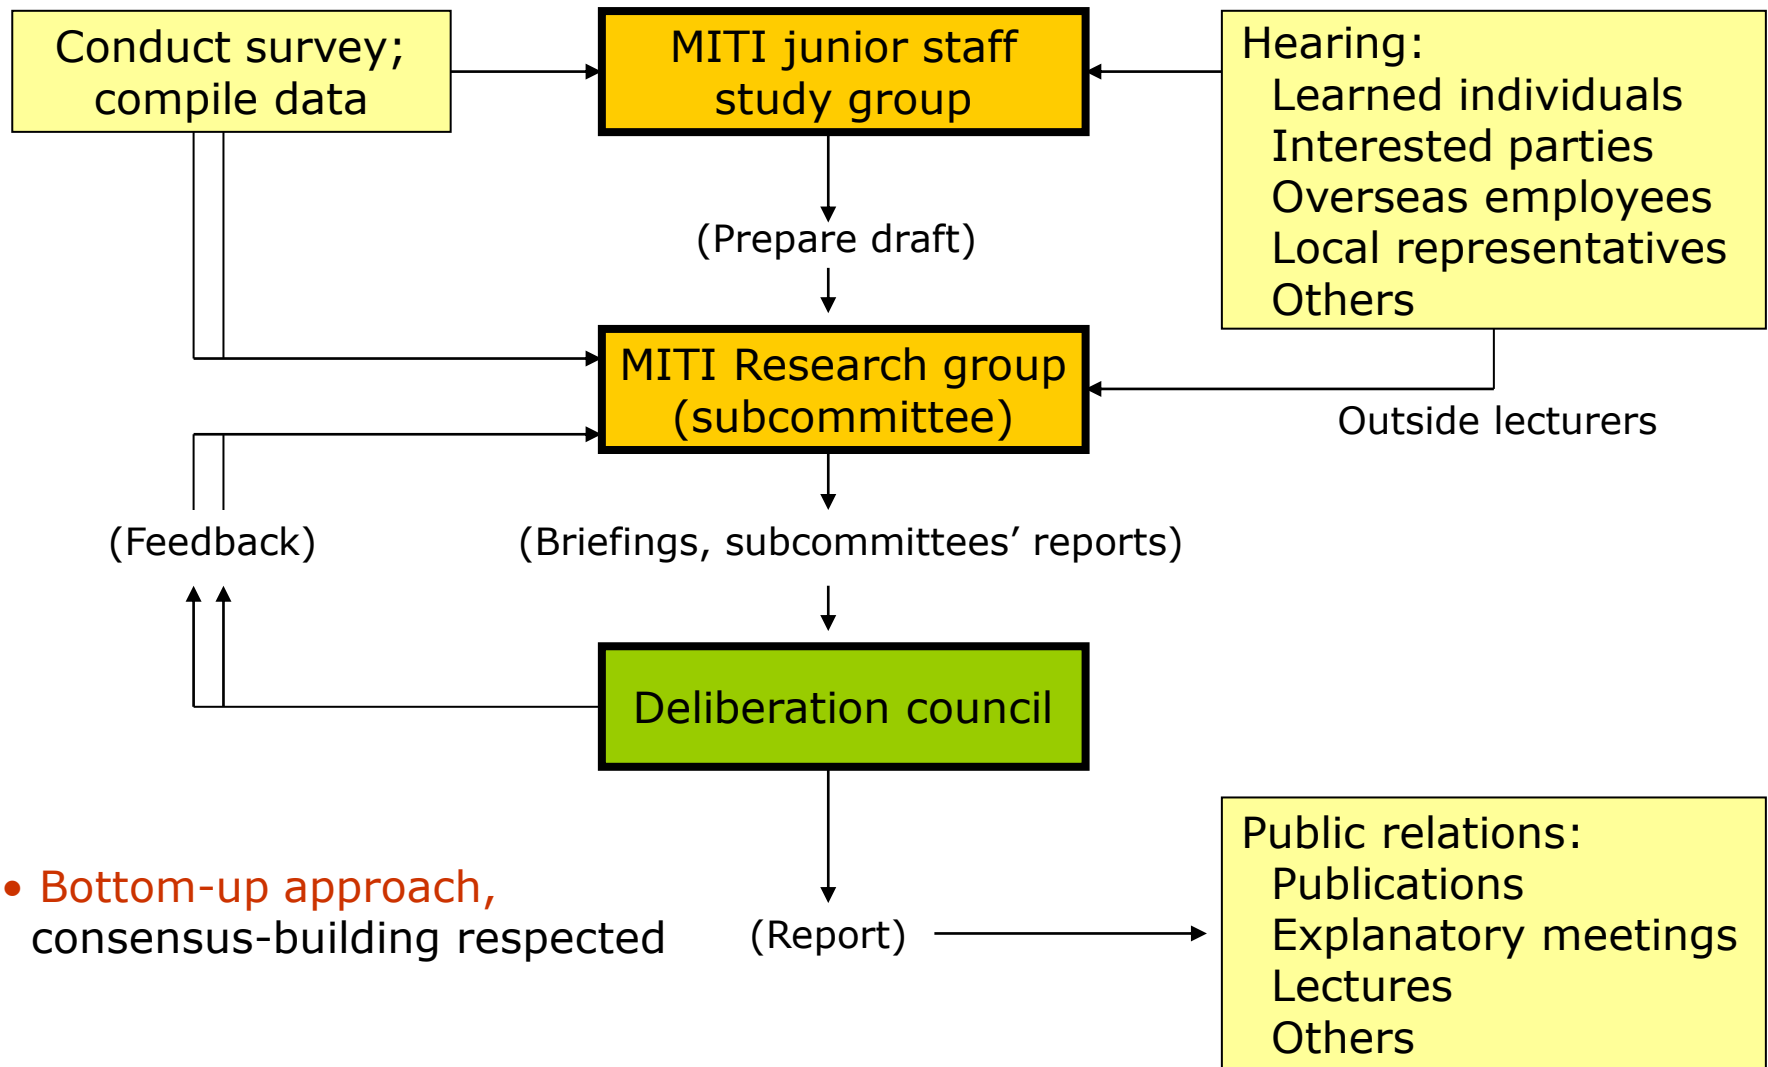 Conduct survey;
compile data
MITI junior staff
study group
Hearing:
Learned individuals
Interested parties
Overseas employees
Local representatives
Others
(Prepare draft)
MITI Research group
(subcommittee)
Outside lecturers
(Feedback)
(Briefings, subcommittees’ reports)
Deliberation council
• Bottom-up approach,
consensus-building respected
(Report)
Public relations:
Publications
Explanatory meetings
Lectures
Others